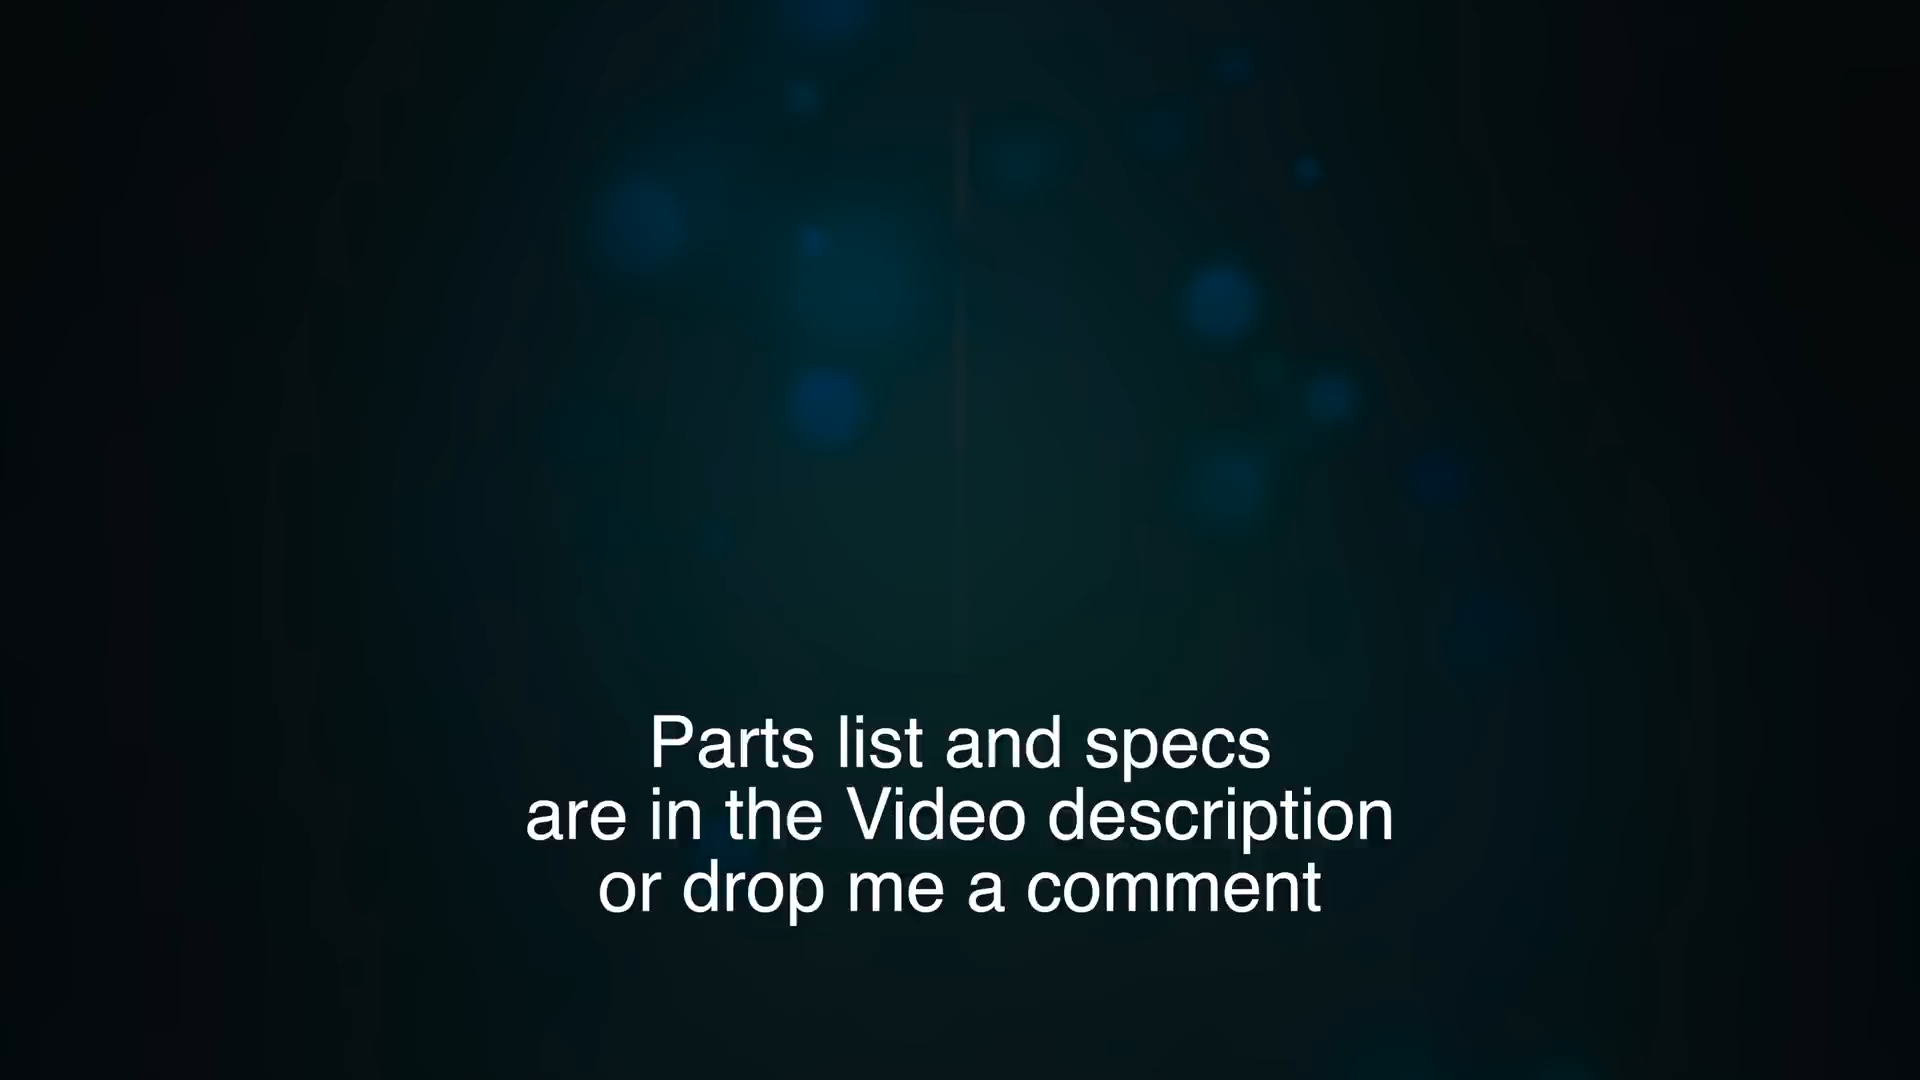 Parts list and specs
are in the Video description
or drop me a comment